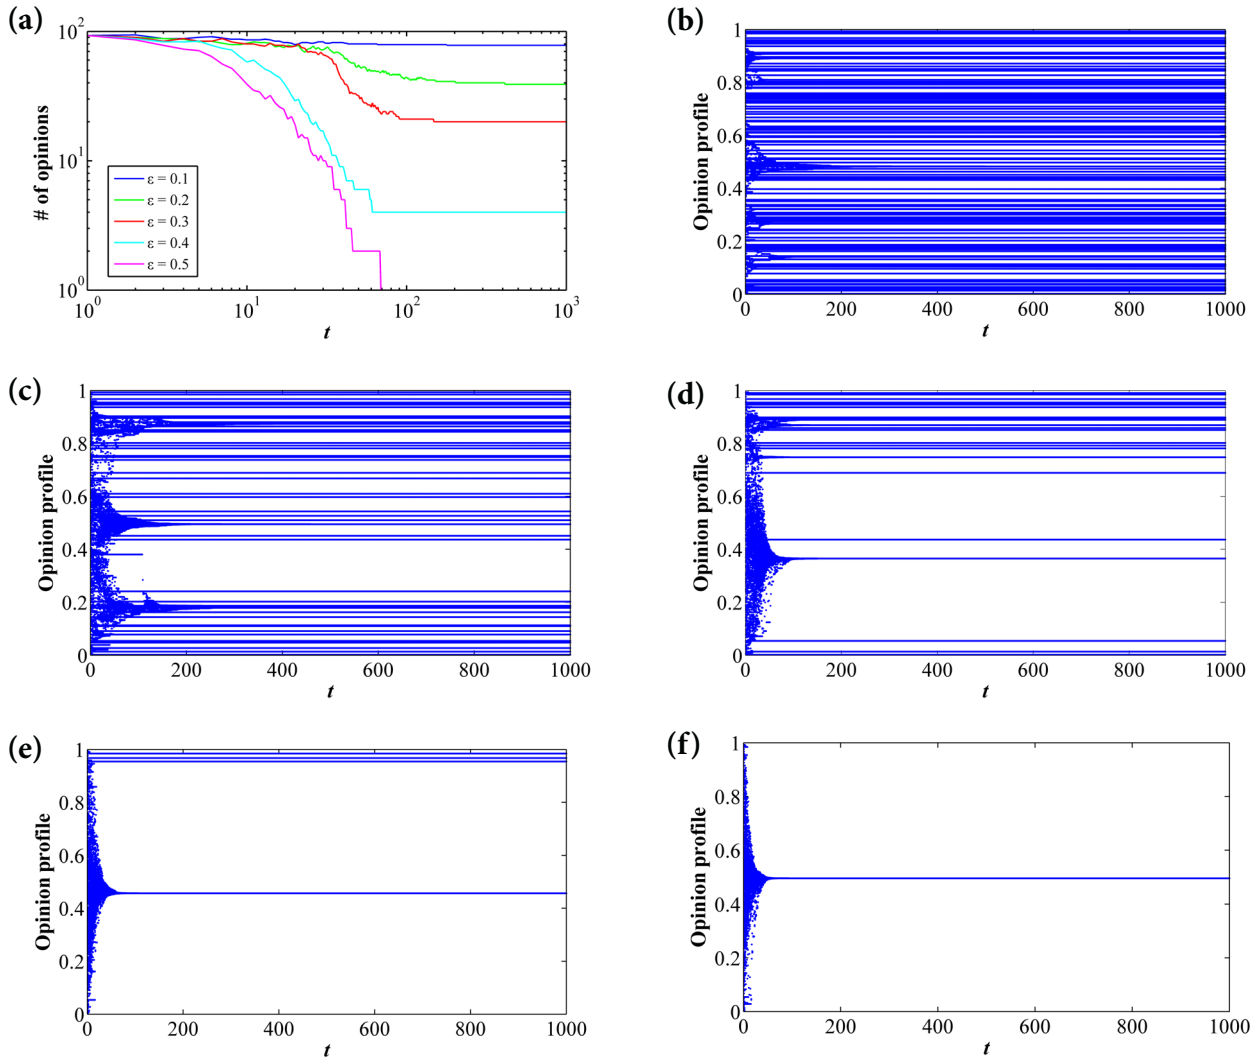 (a)
# of opinions
10^2
10^1
10^0
ε = 0.1
ε = 0.2
ε = 0.3
ε = 0.4
ε = 0.5
10^0 10^1 10^2 10^3
t
(b)
Opinion profile
1
0.8
0.6
0.4
0.2
0
0 200 400 600 800 1000
t
(c)
Opinion profile
1
0.8
0.6
0.4
0.2
0
0 200 400 600 800 1000
t
(d)
Opinion profile
1
0.8
0.6
0.4
0.2
0
0 200 400 600 800 1000
t
(e)
Opinion profile
1
0.8
0.6
0.4
0.2
0
0 200 400 600 800 1000
t
(f)
Opinion profile
1
0.8
0.6
0.4
0.2
0
0 200 400 600 800 1000
t